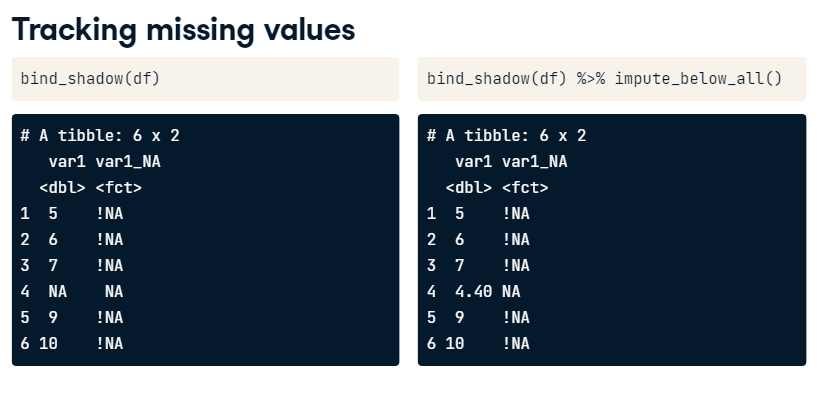 Tracking missing values
bind_shadow(df)
# A tibble: 6 x 2
   var1 var1_NA
  <dbl> <fct>
1  5    !NA
2  6    !NA
3  7    !NA
4  NA    NA
5  9    !NA
6 10    !NA
bind_shadow(df) %>% impute_below_all()
# A tibble: 6 x 2
   var1 var1_NA
  <dbl> <fct>
1  5    !NA
2  6    !NA
3  7    !NA
4  4.40 NA
5  9    !NA
6 10    !NA